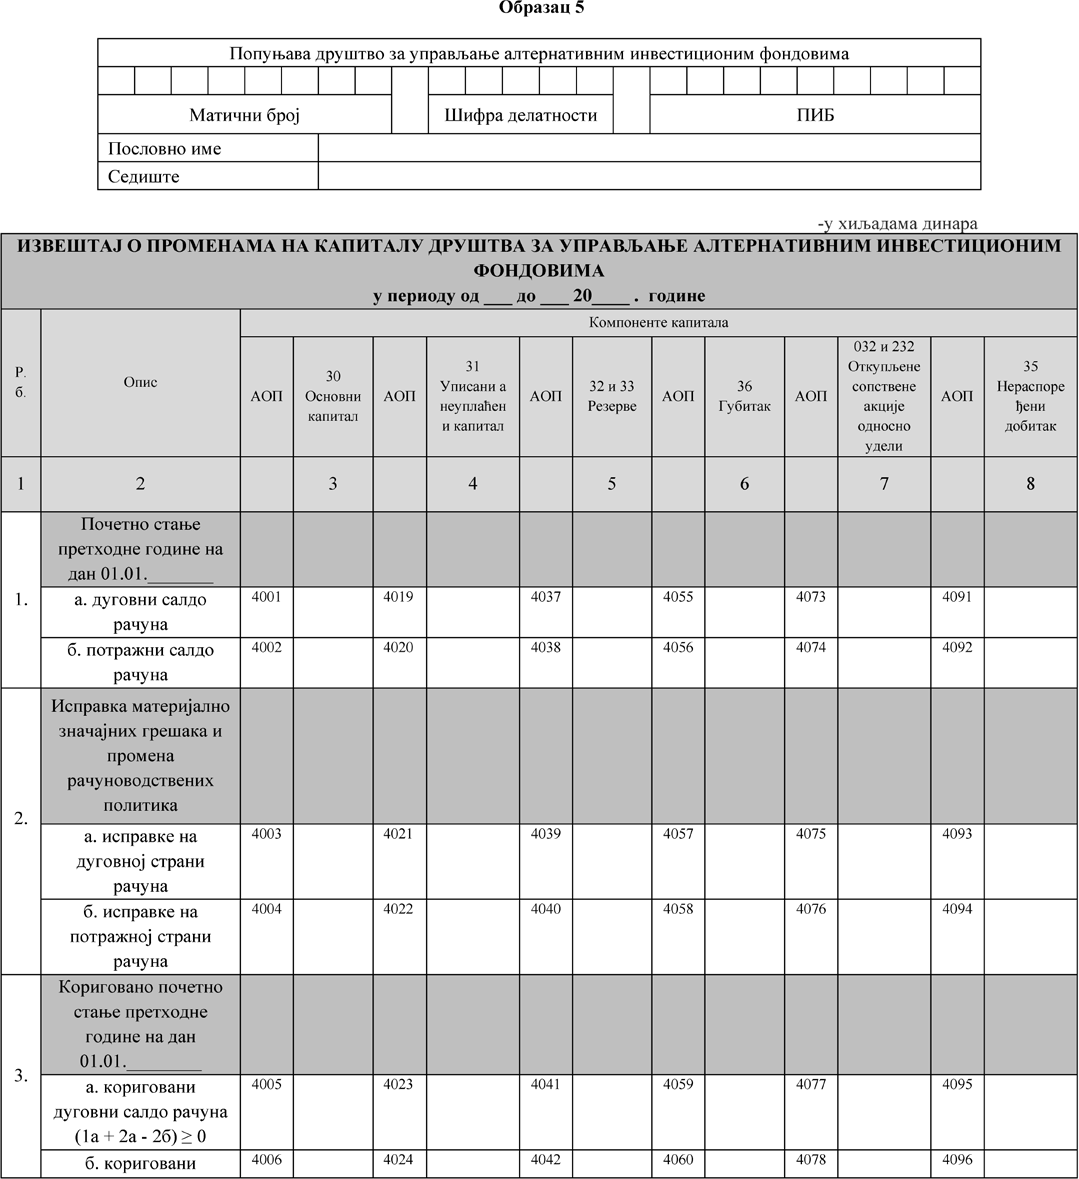 Образац 5
Попуњава друштво за управљање алтернативним инвестиционим фондовима
Матични број Шифра делатности ПИБ
Пословно име
Седиште
-у хиљадама динара
ИЗВЕШТАЈ О ПРОМЕНАМА НА КАПИТАЛУ ДРУШТВА ЗА УПРАВЉАЊЕ АЛТЕРНАТИВНИМ ИНВЕСТИЦИОНИМ
ФОНДОВИМА
у периоду од ___ до ___ 20____ . године
Р.
б.
Опис
Компоненте капитала
АОП
30
Основни
капитал
АОП
31
Уписани а
неуплаћен
и капитал
АОП
32 и 33
Резерве
АОП
36
Губитак
АОП
032 и 232
Откупљене
сопствене
акције
односно
удели
АОП
35
Нераспоре
ђени
добитак
1 2 3 4 5 6 7 8
1.
Почетно стање
претходне године на
дан 01.01._______
а. дуговни салдо
рачуна
4001 4019 4037 4055 4073 4091
б. потражни салдо
рачуна
4002 4020 4038 4056 4074 4092
2.
Исправка материјално
значајних грешака и
промена
рачуноводствених
политика
а. исправке на
дуговној страни
рачуна
4003 4021 4039 4057 4075 4093
б. исправке на
потражној страни
рачуна
4004 4022 4040 4058 4076 4094
3.
Кориговано почетно
стање претходне
године на дан
01.01.________
а. кориговани
дуговни салдо рачуна
(1а + 2а - 2б) ≥ 0
4005 4023 4041 4059 4077 4095
б. кориговани
4006 4024 4042 4060 4078 4096